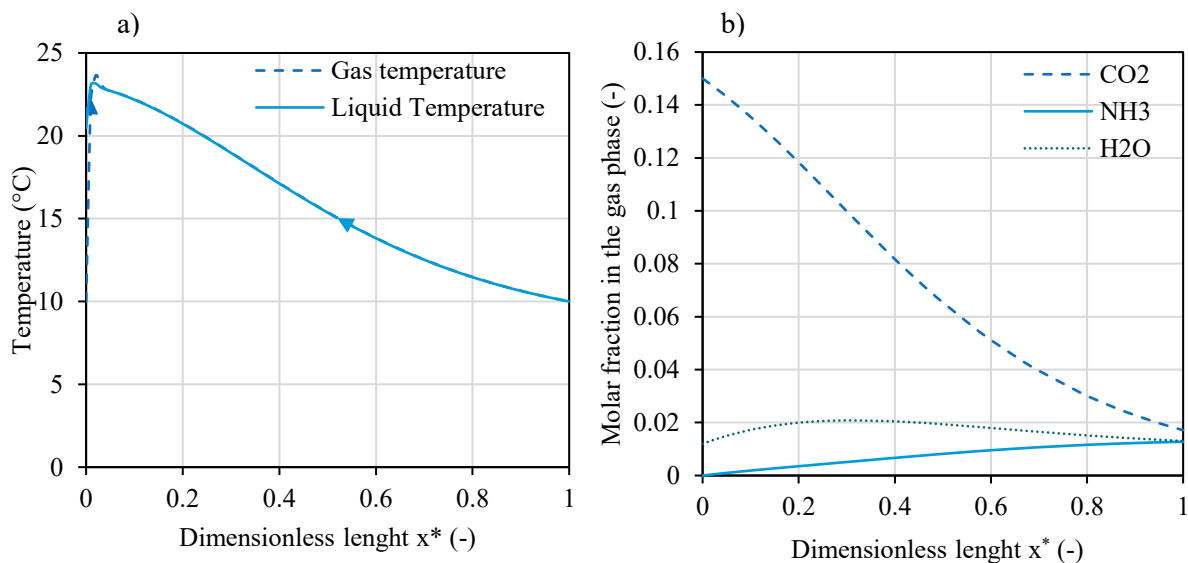 a)
25
20
15
10
5
0
Temperature (°C)
Gas temperature
Liquid Temperature
0 0.2 0.4 0.6 0.8 1
Dimensionless lenght x* (-)
b)
0.16
0.14
0.12
0.1
0.08
0.06
0.04
0.02
0
Molar fraction in the gas phase (-)
CO2
NH3
H2O
0 0.2 0.4 0.6 0.8 1
Dimensionless lenght x* (-)